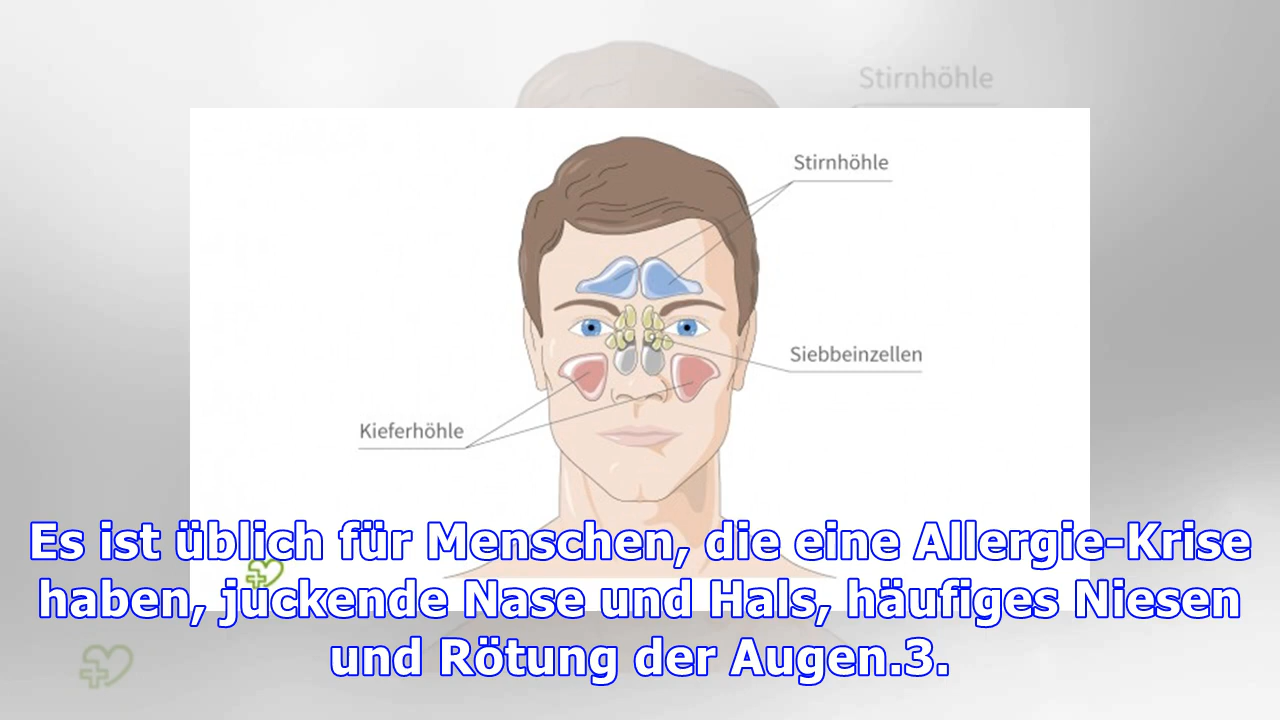 Stirnhöhle
Stirnhöhle
Siebbeinzellen
Kieferhöhle
Es ist üblich für Menschen, die eine Allergie-Krise
haben, juckende Nase und Hals, häufiges Niesen
und Rötung der Augen.3.